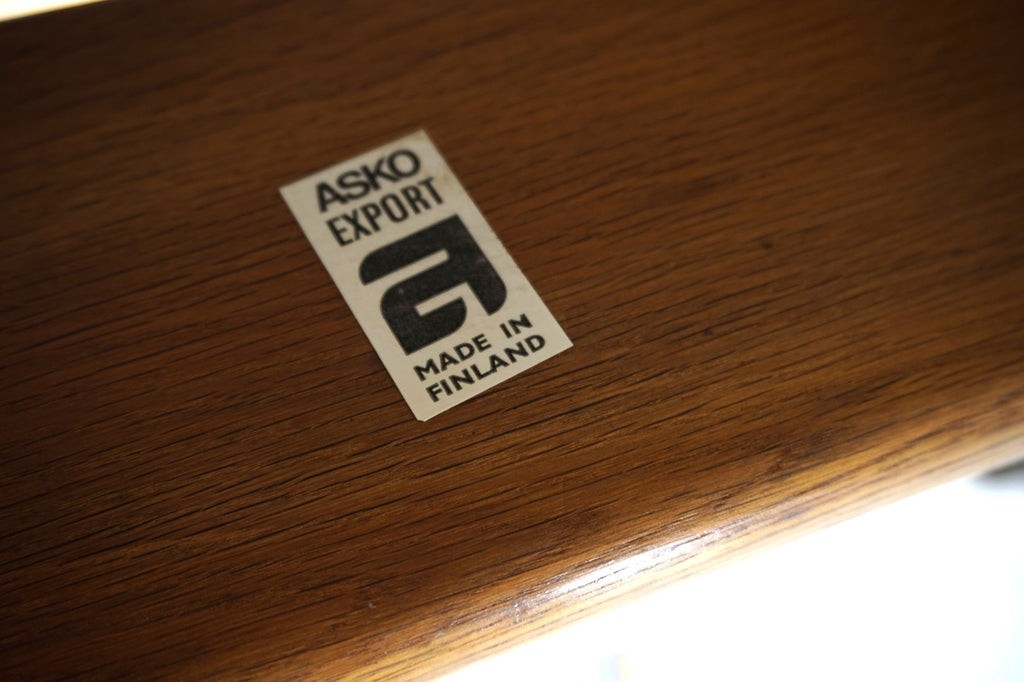 ASKO
EXPORT
MADE IN
FINLAND